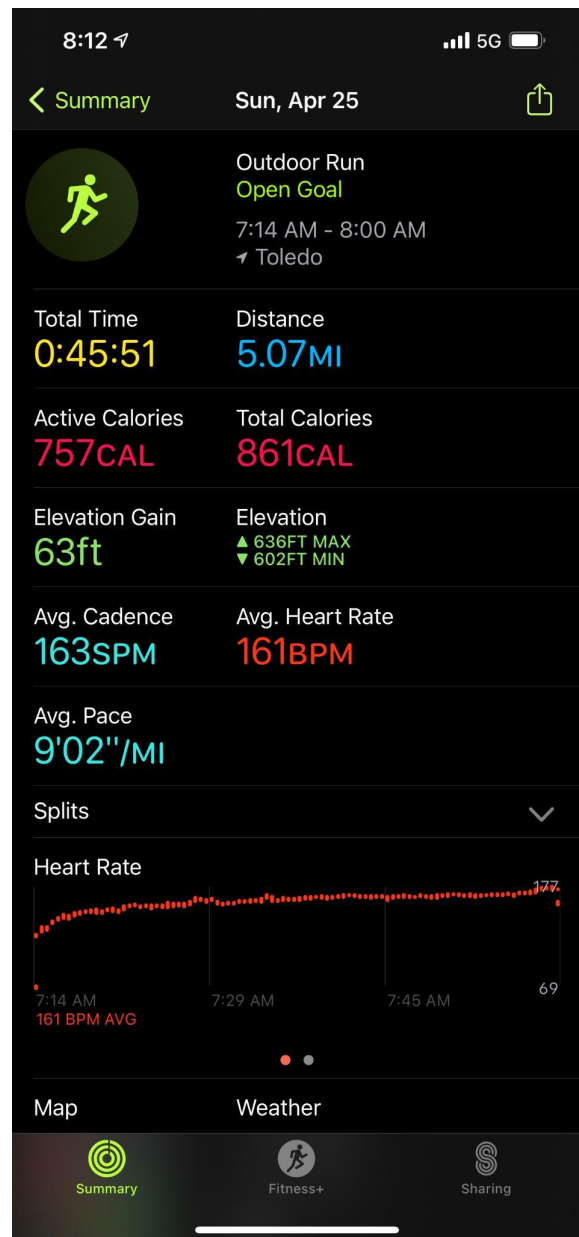 8:12
5G
Summary
Sun, Apr 25
Outdoor Run
Open Goal
7:14 AM - 8:00 AM
Toledo
Total Time Distance
0:45:51 5.07MI
Active Calories Total Calories
757CAL 861CAL
Elevation Gain Elevation
63ft ▲ 636FT MAX
▼ 602FT MIN
Avg. Cadence Avg. Heart Rate
163SPM 161BPM
Avg. Pace
9'02"/MI
Splits
Heart Rate
177
69
7:14 AM 7:29 AM 7:45 AM
161 BPM AVG
Map Weather
Summary Fitness+ Sharing